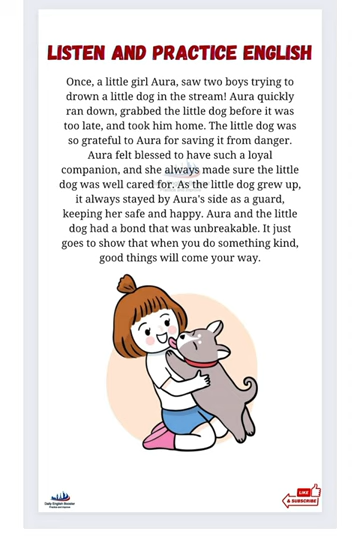 LISTEN AND PRACTICE ENGLISH
Once, a little girl Aura, saw two boys trying to
drown a little dog in the stream! Aura quickly
ran down, grabbed the little dog before it was
too late, and took him home. The little dog was
so grateful to Aura for saving it from danger.
Aura felt blessed to have such a loyal
companion, and she always made sure the little
dog was well cared for. As the little dog grew up,
it always stayed by Aura's side as a guard,
keeping her safe and happy. Aura and the little
dog had a bond that was unbreakable. It just
goes to show that when you do something kind,
good things will come your way.
Daily English Booster
LIKE
& SUBSCRIBE